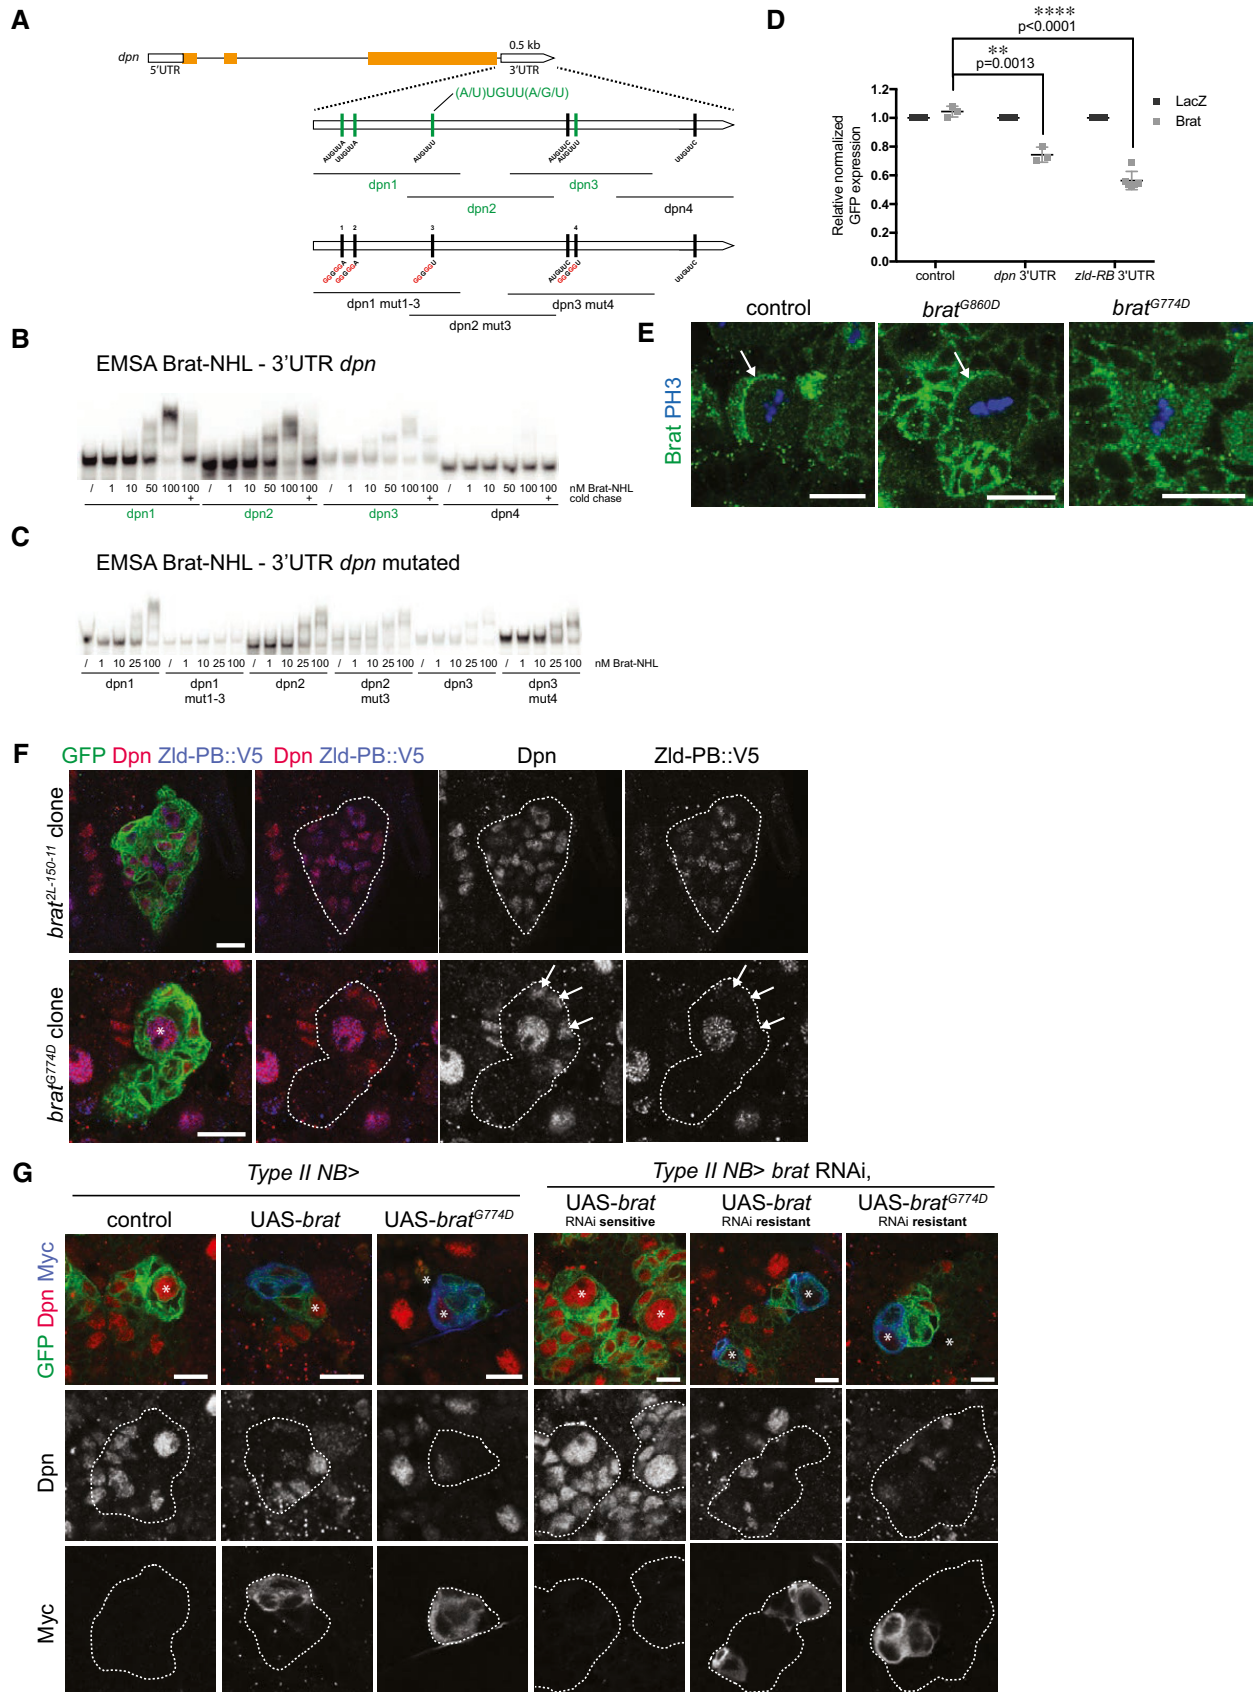 A
dpn
5'UTR
0.5 kb
3'UTR
(A/U)UGUU(A/G/U)
AUGUUA
UUGUUA
AUGUUU
AUGUUC
AUGUUU
UUGUUC
dpn1
dpn3
dpn2
dpn4
1 2 3 4
GGGGGA
GGGGGA
GGGGGU
AUGUUC
GGGGGU
UUGUUC
dpn1 mut1-3
dpn3 mut4
dpn2 mut3
B
EMSA Brat-NHL - 3'UTR dpn
/ 1 10 50 100 100 / 1 10 50 100 100 / 1 10 50 100 100 / 1 10 50 100 100 nM Brat-NHL
+ + + + cold chase
dpn1 dpn2 dpn3 dpn4
C
EMSA Brat-NHL - 3'UTR dpn mutated
/ 1 10 25 100 / 1 10 25 100 / 1 10 25 100 / 1 10 25 100 / 1 10 25 100 / 1 10 25 100 nM Brat-NHL
dpn1 dpn1 dpn2 dpn2 dpn3 dpn3
mut1-3 mut3 mut4
D
****
p<0.0001
**
p=0.0013
Relative normalized
GFP expression
1.2
1.0
0.8
0.6
0.4
0.2
0.0
control dpn 3'UTR zld-RB 3'UTR
LacZ
Brat
E
control bratG860D bratG774D
Brat PH3
F
GFP Dpn Zld-PB::V5 Dpn Zld-PB::V5 Dpn Zld-PB::V5
brat2L-150-11 clone
bratG774D clone
*
G
Type II NB> Type II NB> brat RNAi,
control UAS-brat UAS-bratG774D UAS-brat UAS-brat UAS-bratG774D
RNAi sensitive RNAi resistant RNAi resistant
GFP Dpn Myc
* * * * * * * * * *
Dpn
Myc